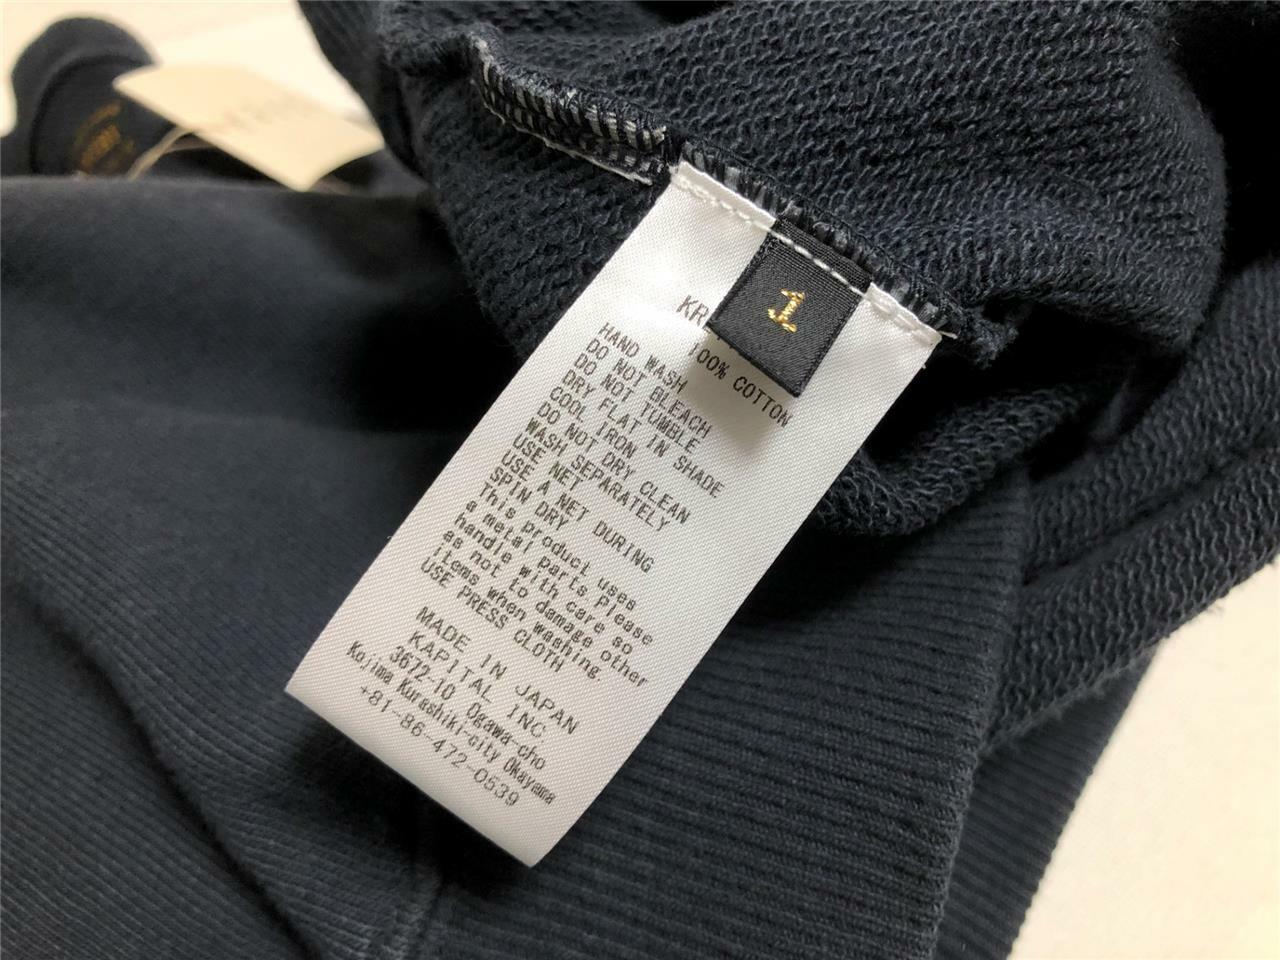 1
100% COTTON
HAND WASH
DO NOT BLEACH
DO NOT TUMBLE
DRY FLAT IN SHADE
COOL IRON
DO NOT DRY CLEAN
WASH SEPARATELY
USE NET
USE A NET DURING
SPIN DRY
This product uses
a metal parts please
handle with care so
as not to damage other
items when washing.
USE PRESS CLOTH
MADE IN JAPAN
KAPITAL INC
3672-10 Ogawa-cho
Kojima Kurashiki-city Okayama
+81-86-472-0539